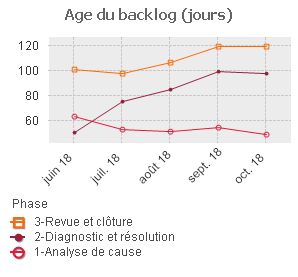 Age du backlog (jours)
120
100
80
60
juin 18
juil. 18
août 18
sept. 18
oct. 18
Phase
3-Revue et clôture
2-Diagnostic et résolution
1-Analyse de cause